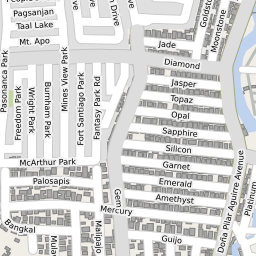 Pagsanjan
Taal Lake
Mt. Apo
Drive
Jade
Goldsto
Moonstone
Diamond
Jasper
Topaz
Opal
Sapphire
Silicon
Garnet
Emerald
Amethyst
Pasonanca Park
Freedom Park
Wright Park
Burnham Park
Mines View Park
Fort Santiago Park
Fantasy Park Rd
McArthur Park
Palosapis
Mercury
Gem
Bangkal
Guijo
Doña Pilar Aguirre Avenue
Platinum